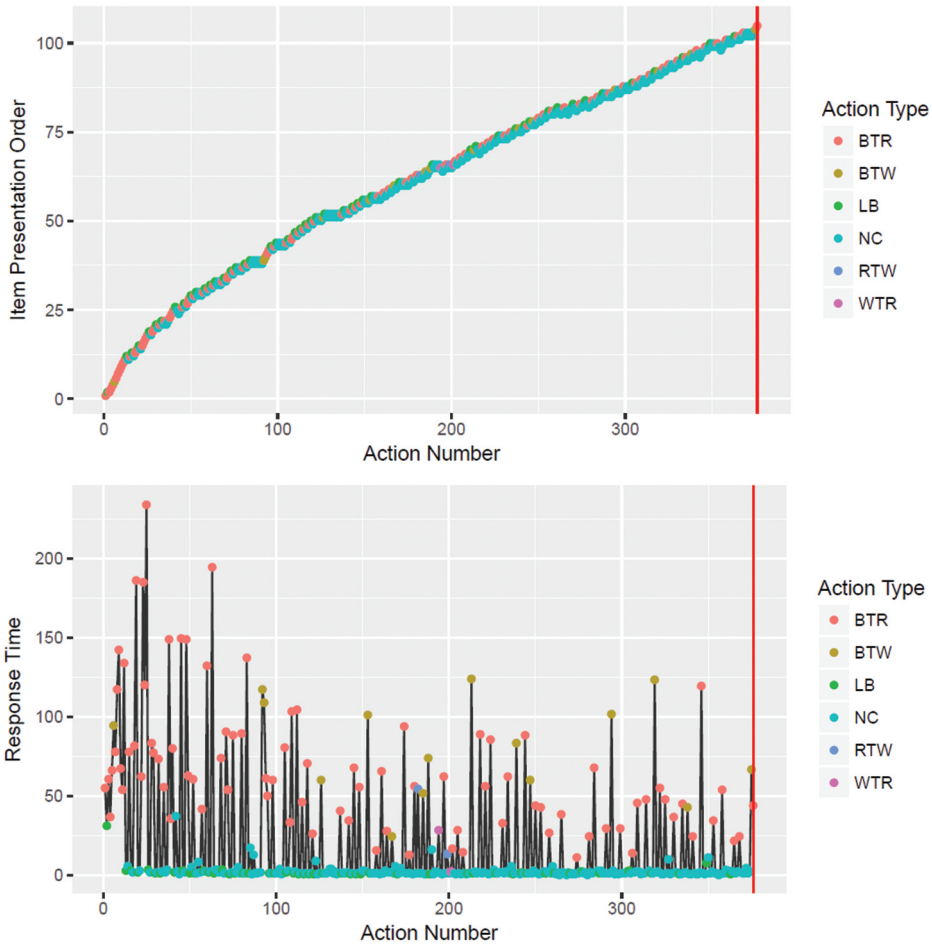 Item Presentation Order
100
75
50
25
0
0
100
200
300
Action Number
Action Type
BTR
BTW
LB
NC
RTW
WTR
Response Time
200
150
100
50
0
0
100
200
300
Action Number
Action Type
BTR
BTW
LB
NC
RTW
WTR